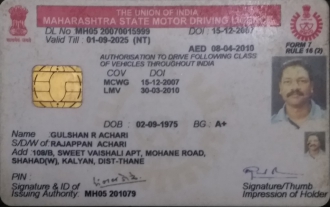 THE UNION OF INDIA
MAHARASHTRA STATE MOTOR DRIVING
DL No MH05 20070015999 DOI : 15-12-2007
Valid Till : 01-09-2025 (NT)
AED 08-04-2010
FORM 7
RULE 16 (2)
AUTHORISATION TO DRIVE FOLLOWING CLASS
OF VEHICLES THROUGHOUT INDIA
COV DOI
MCWG 15-12-2007
LMV 30-03-2010
DOB : 02-09-1975 BG : A+
Name : GULSHAN R ACHARI
S/D/W of : RAJAPPAN ACHARI
Add : 108/B, SWEET VAISHALI APT, MOHANE ROAD,
SHAHAD(W), KALYAN, DIST-THANE
PIN :
Signature & ID of
Issuing Authority: MH05 201079
Signature/Thumb
Impression of Holder